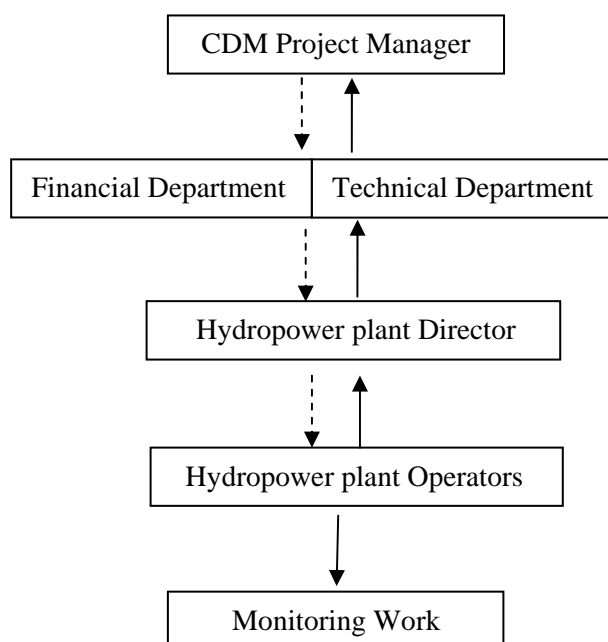 CDM Project Manager
Financial Department
Technical Department
Hydropower plant Director
Hydropower plant Operators
Monitoring Work